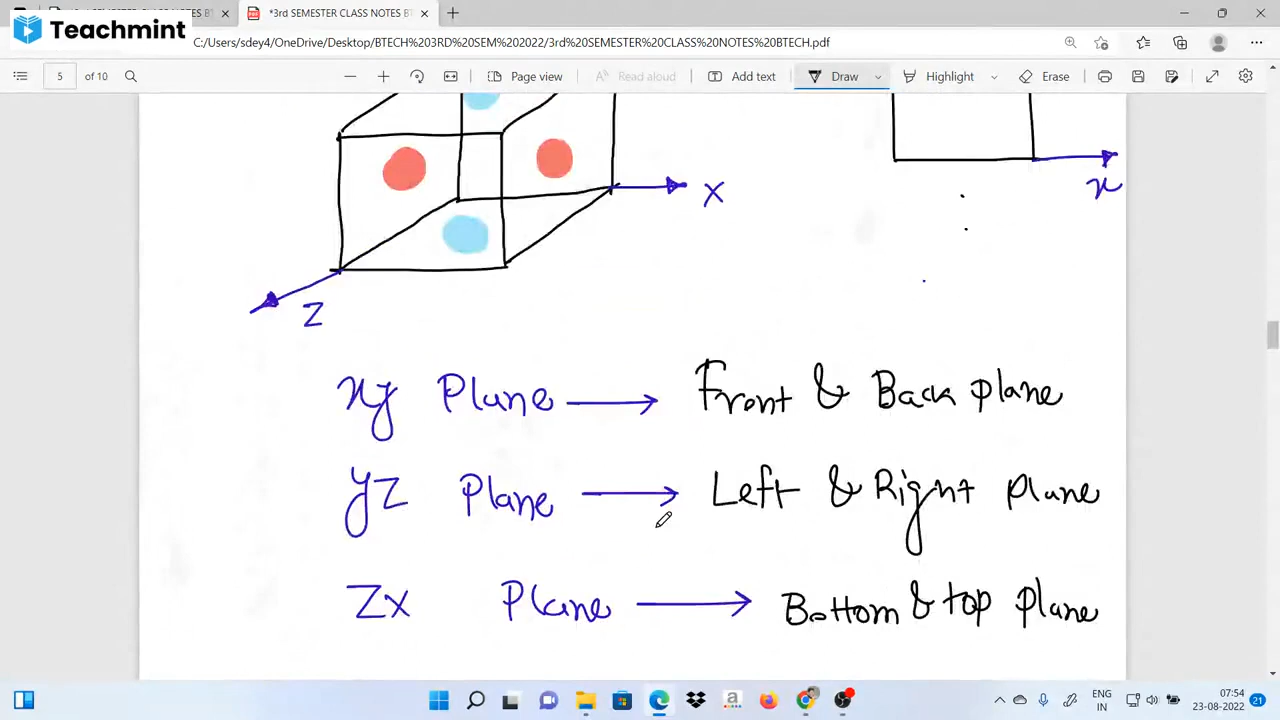 *3rd SEMESTER CLASS NOTES BT
Teachmint
C:/Users/sdey4/OneDrive/Desktop/BTECH%203RD%20SEM%202022/3rd%20SEMESTER%20CLASS%20NOTES%20BTECH.pdf
5 of 10
Page view
Read aloud
Add text
Draw
Highlight
Erase
X
x
Z
xy Plane → Front & Back plane
yz Plane → Left & Right plane
Zx Plane → Bottom & top plane
ENG
IN
07:54
23-08-2022
21